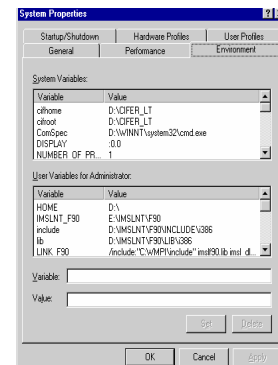 System Properties
Startup/Shutdown Hardware Profiles User Profiles
General Performance Environment
System Variables:
Variable Value
cifhome D:\CIFER_LT
cifroot D:\CIFER_LT
ComSpec D:\WINNT\system32\cmd.exe
DISPLAY :0.0
NUMBER_OF_PR... 1
User Variables for Administrator:
Variable Value
HOME D:\
IMSLNT_F90 E:\IMSLNT\F90
include D:\IMSLNT\F90\INCLUDE\i386
lib D:\IMSLNT\F90\LIB\i386
LINK_F90 /include:"C:\WMPI\include" imslf90.lib imsl_dl...
Variable:
Value:
Set Delete
OK Cancel Apply